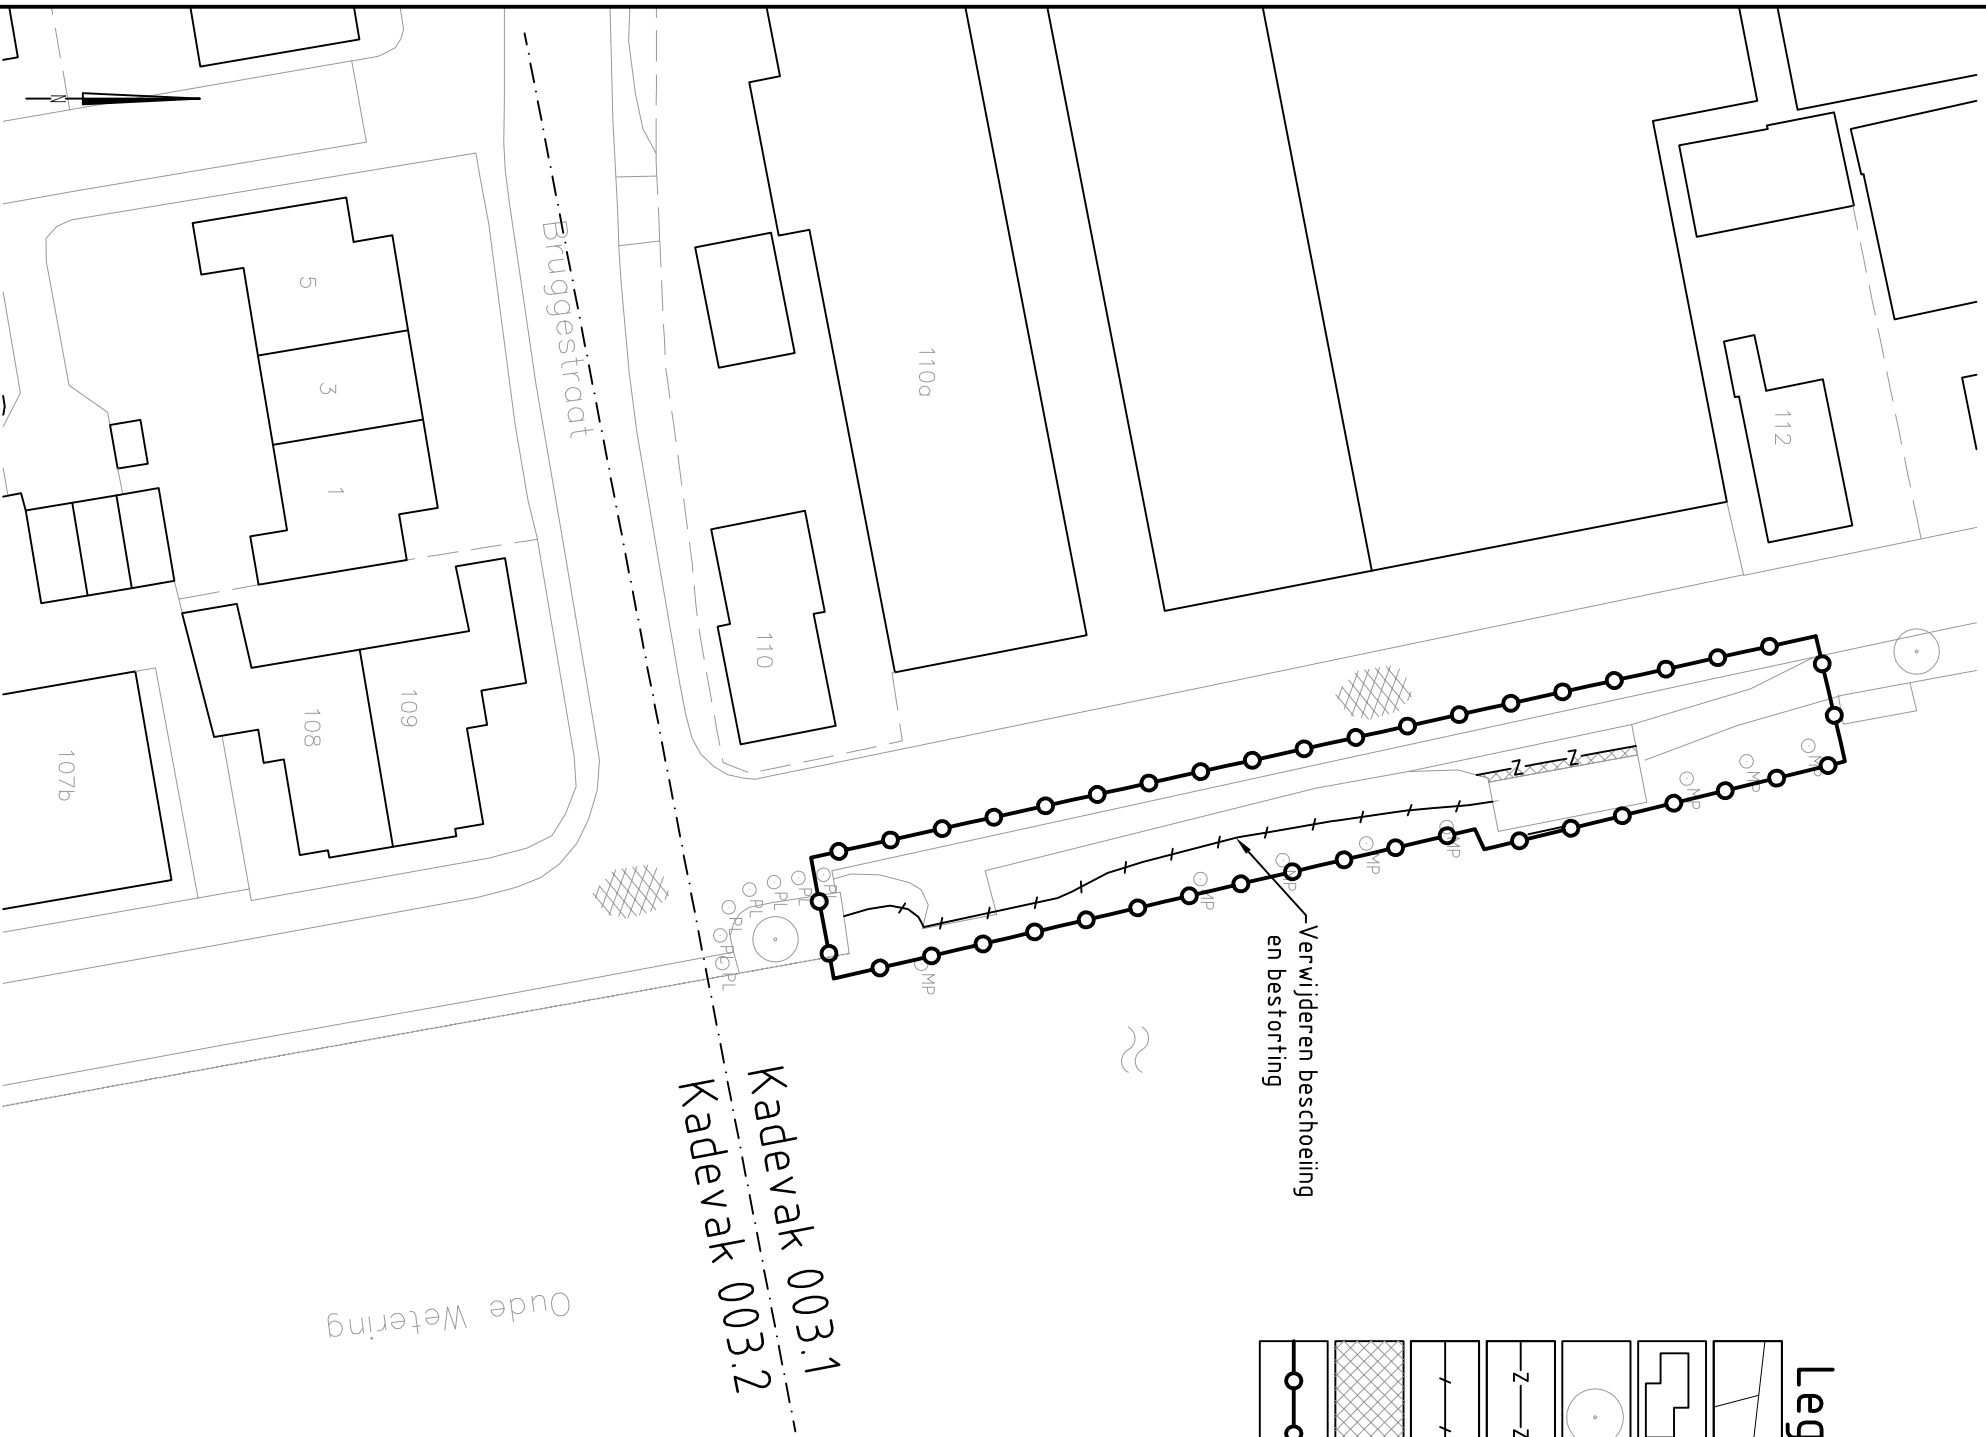 N
Bruggestraat
5
3
1
110a
112
110
109
108
107b
PL
PL
PL
PL
PL
PL
PL
MP
MP
MP
MP
MP
MP
MP
MP
Verwijderen beschoeiing
en bestorting
Kadevak 003.1
Kadevak 003.2
Oude Wetering
Z
Z
Z
Z
Leg